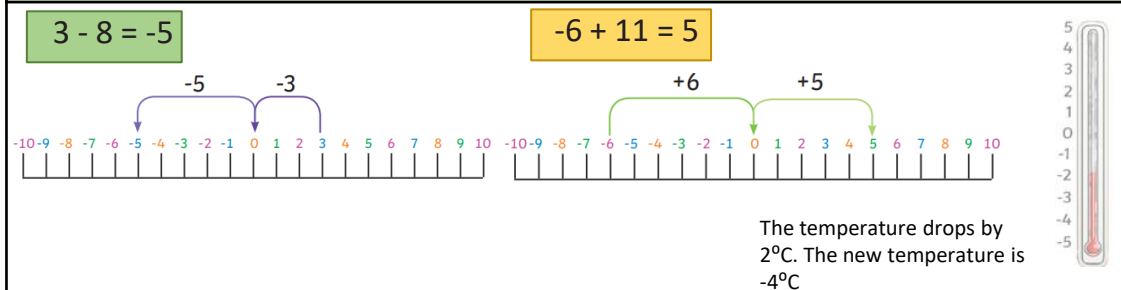 3 - 8 = -5
-5 -3
-10 -9 -8 -7 -6 -5 -4 -3 -2 -1 0 1 2 3 4 5 6 7 8 9 10
-6 + 11 = 5
+6 +5
-10 -9 -8 -7 -6 -5 -4 -3 -2 -1 0 1 2 3 4 5 6 7 8 9 10
The temperature drops by
2⁰C. The new temperature is
-4⁰C
5
4
3
2
1
0
-1
-2
-3
-4
-5